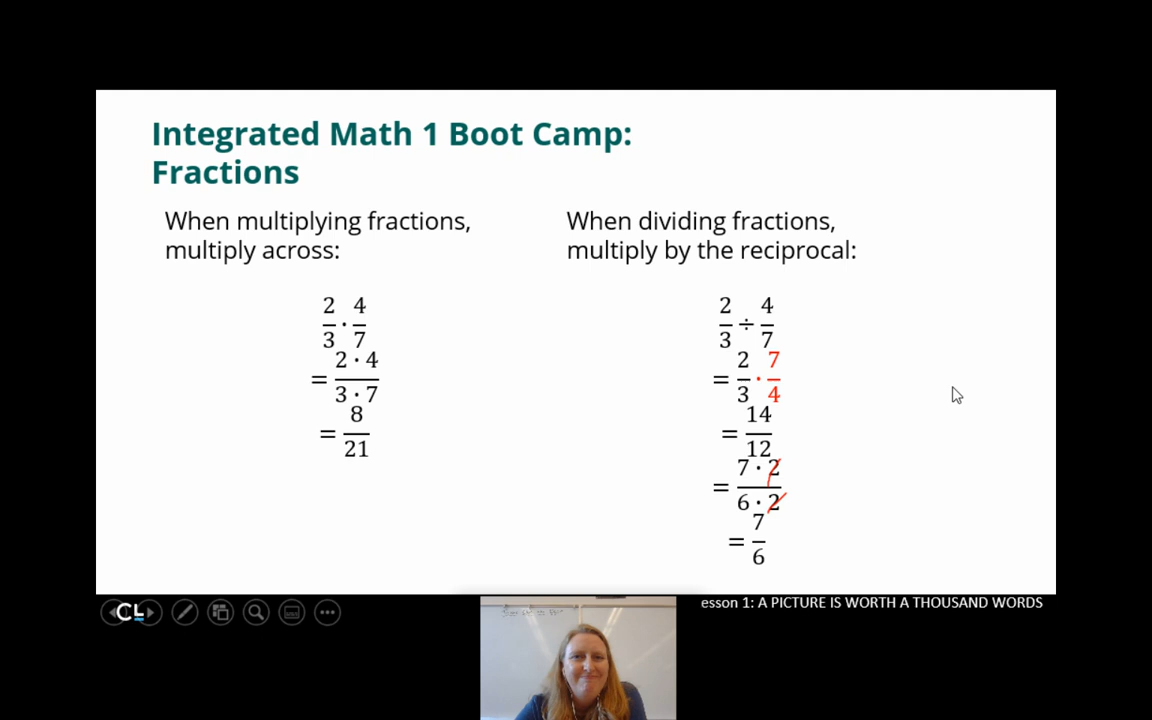 Integrated Math 1 Boot Camp:
Fractions
When multiplying fractions,
multiply across:
2/3 · 4/7
= 2 · 4 / 3 · 7
= 8/21
When dividing fractions,
multiply by the reciprocal:
2/3 ÷ 4/7
= 2/3 · 7/4
= 14/12
= 7 · 2 / 6 · 2
= 7/6
CL
esson 1: A PICTURE IS WORTH A THOUSAND WORDS